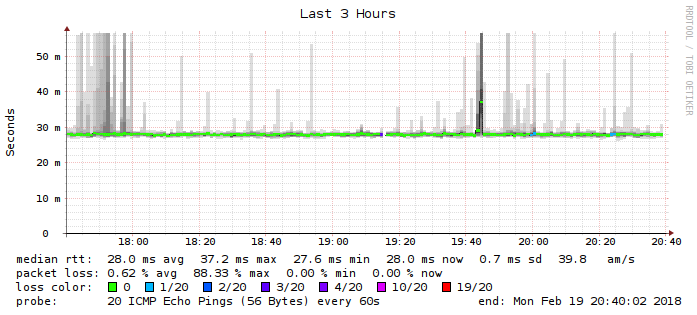 Last 3 Hours
RRDTOOL / TOBI OETIKER
Seconds
50 m
40 m
30 m
20 m
10 m
0
18:00 18:20 18:40 19:00 19:20 19:40 20:00 20:20 20:40
median rtt: 28.0 ms avg 37.2 ms max 27.6 ms min 28.0 ms now 0.7 ms sd 39.8 am/s
packet loss: 0.62 % avg 88.33 % max 0.00 % min 0.00 % now
loss color: 0 1/20 2/20 3/20 4/20 10/20 19/20
probe: 20 ICMP Echo Pings (56 Bytes) every 60s end: Mon Feb 19 20:40:02 2018